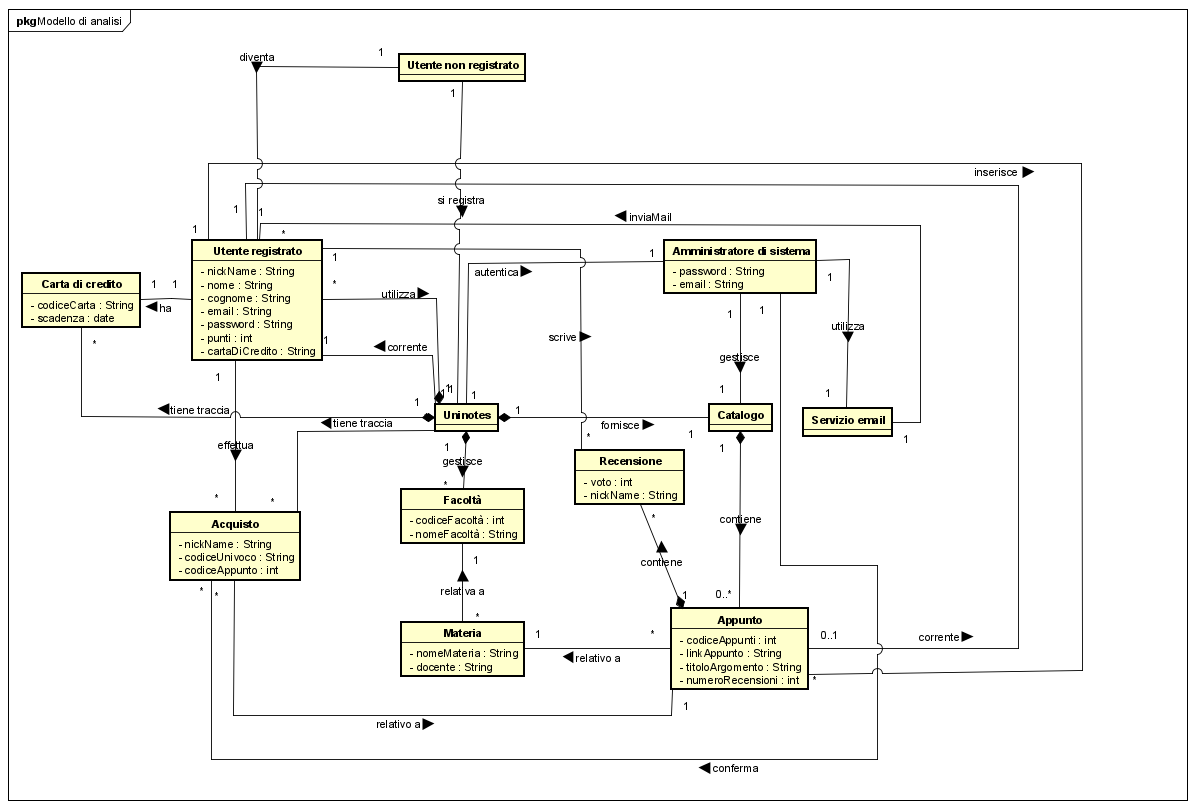 pkg Modello di analisi
diventa
1
Utente non registrato
1
inserisce
si registra
1
1
1
*
inviaMail
Utente registrato
- nickName : String
- nome : String
- cognome : String
- email : String
- password : String
- punti : int
- cartaDiCredito : String
1
*
utilizza
1
corrente
autentica
1
Amministratore di sistema
- password : String
- email : String
1
utilizza
1
Servizio email
1
Carta di credito
- codiceCarta : String
- scadenza : date
1
1
ha
*
scrive
1
1
gestisce
1
Catalogo
1
1
tiene traccia
1
tiene traccia
Uninotes
1
1
1
1
fornisce
1
gestisce
*
effettua
1
*
*
Recensione
- voto : int
- nickName : String
*
*
contiene
1
contiene
0..*
Facoltà
- codiceFacoltà : int
- nomeFacoltà : String
1
relativa a
*
Acquisto
- nickName : String
- codiceUnivoco : String
- codiceAppunto : int
*
*
Materia
- nomeMateria : String
- docente : String
1
*
relativo a
Appunto
- codiceAppunti : int
- linkAppunto : String
- titoloArgomento : String
- numeroRecensioni : int
0..1
corrente
*
1
relativo a
conferma